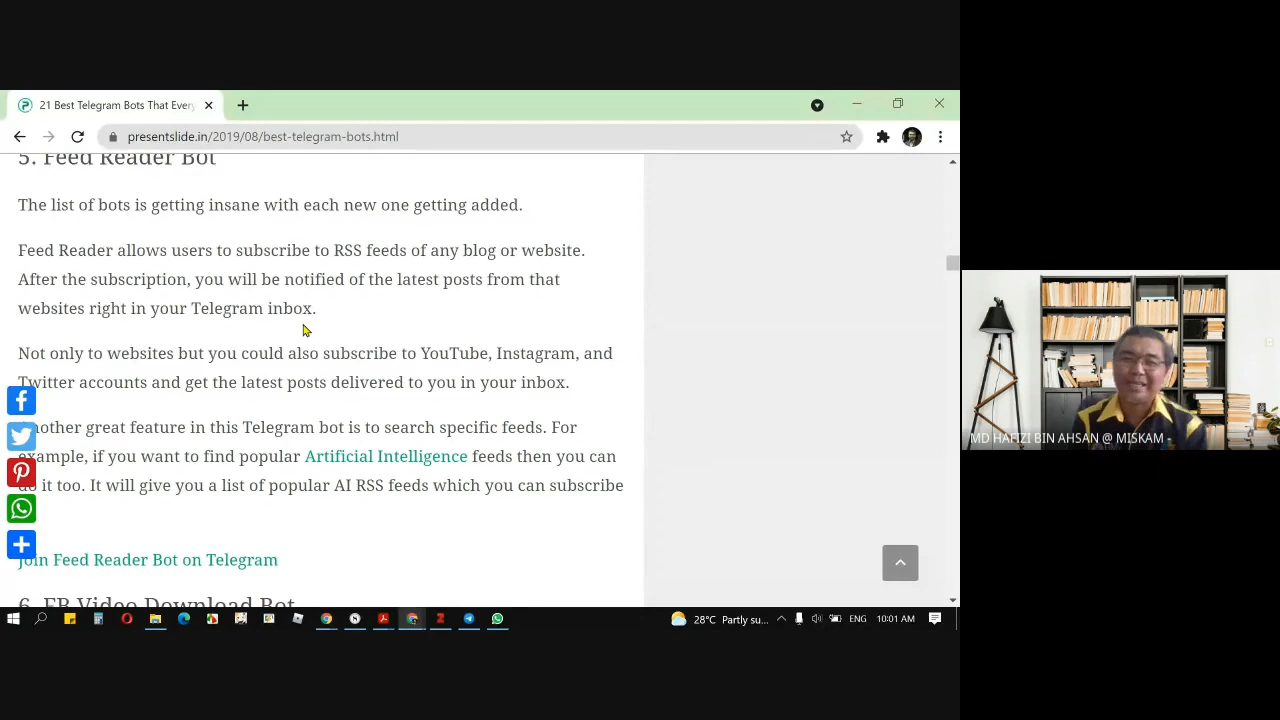 21 Best Telegram Bots That Every
presentslide.in/2019/08/best-telegram-bots.html
5. Feed Reader Bot
The list of bots is getting insane with each new one getting added.
Feed Reader allows users to subscribe to RSS feeds of any blog or website.
After the subscription, you will be notified of the latest posts from that
websites right in your Telegram inbox.
Not only to websites but you could also subscribe to YouTube, Instagram, and
Twitter accounts and get the latest posts delivered to you in your inbox.
Another great feature in this Telegram bot is to search specific feeds. For
example, if you want to find popular Artificial Intelligence feeds then you can
do it too. It will give you a list of popular AI RSS feeds which you can subscribe
Join Feed Reader Bot on Telegram
6. FB Video Download Bot
28°C Partly su... ENG 10:01 AM
MD HAFIZI BIN AHSAN @ MISKAM -